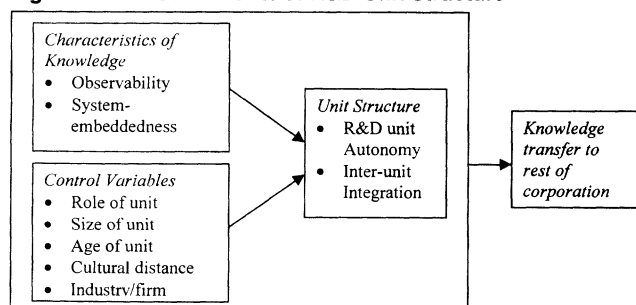 Characteristics of
Knowledge
• Observability
• System-
embeddedness
Control Variables
• Role of unit
• Size of unit
• Age of unit
• Cultural distance
• Industry/firm
Unit Structure
• R&D unit
Autonomy
• Inter-unit
Integration
Knowledge
transfer to
rest of
corporation